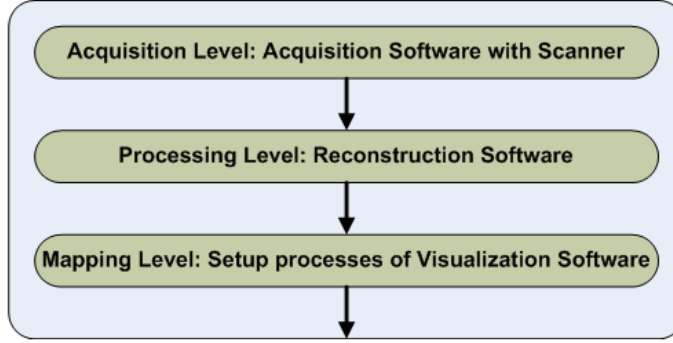 Acquisition Level: Acquisition Software with Scanner
Processing Level: Reconstruction Software
Mapping Level: Setup processes of Visualization Software